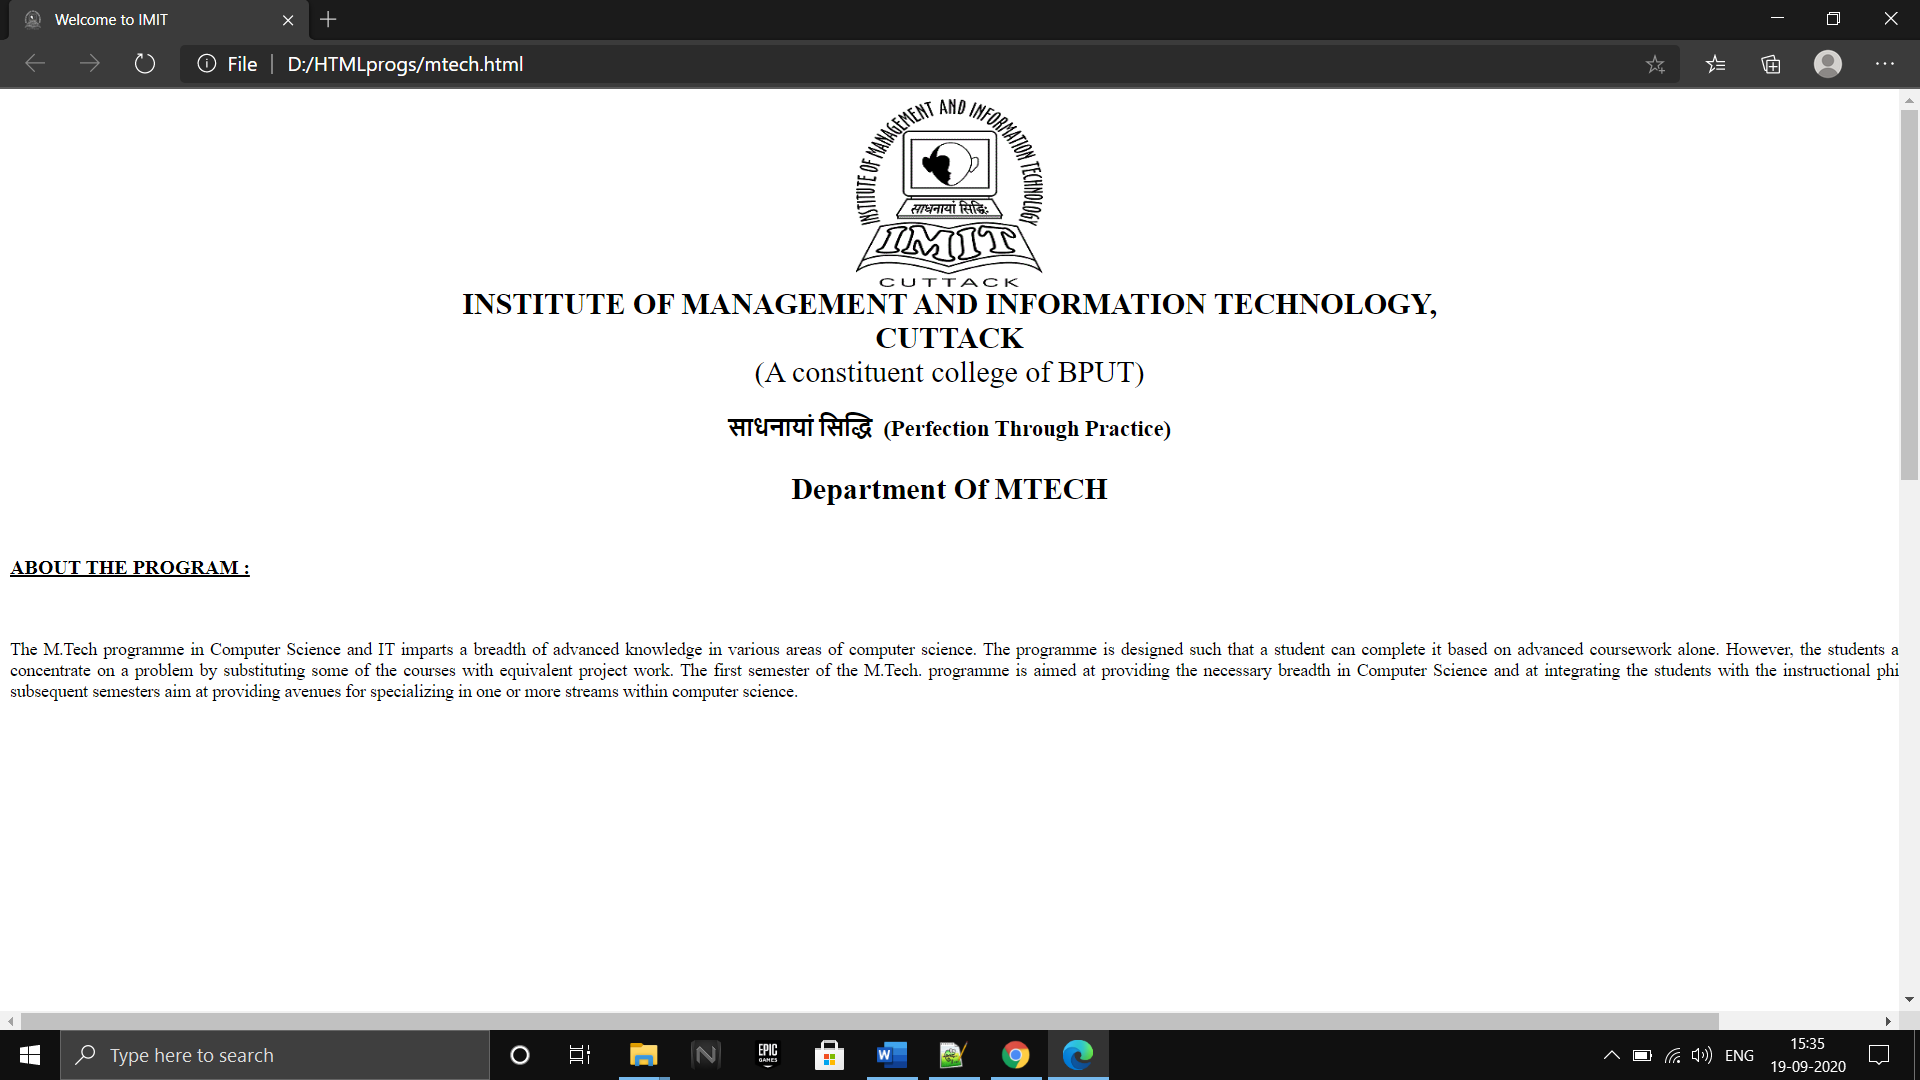 Welcome to IMIT
File
D:/HTMLprogs/mtech.html
INSTITUTE OF MANAGEMENT AND INFORMATION TECHNOLOGY
साधनायां सिद्धिः
IMIT
CUTTACK
INSTITUTE OF MANAGEMENT AND INFORMATION TECHNOLOGY,
CUTTACK
(A constituent college of BPUT)
साधनायां सिद्धि (Perfection Through Practice)
Department Of MTECH
ABOUT THE PROGRAM :
The M.Tech programme in Computer Science and IT imparts a breadth of advanced knowledge in various areas of computer science. The programme is designed such that a student can complete it based on advanced coursework alone. However, the students a
concentrate on a problem by substituting some of the courses with equivalent project work. The first semester of the M.Tech. programme is aimed at providing the necessary breadth in Computer Science and at integrating the students with the instructional phi
subsequent semesters aim at providing avenues for specializing in one or more streams within computer science.
Type here to search
N
EPIC
GAMES
W
ENG
15:35
19-09-2020